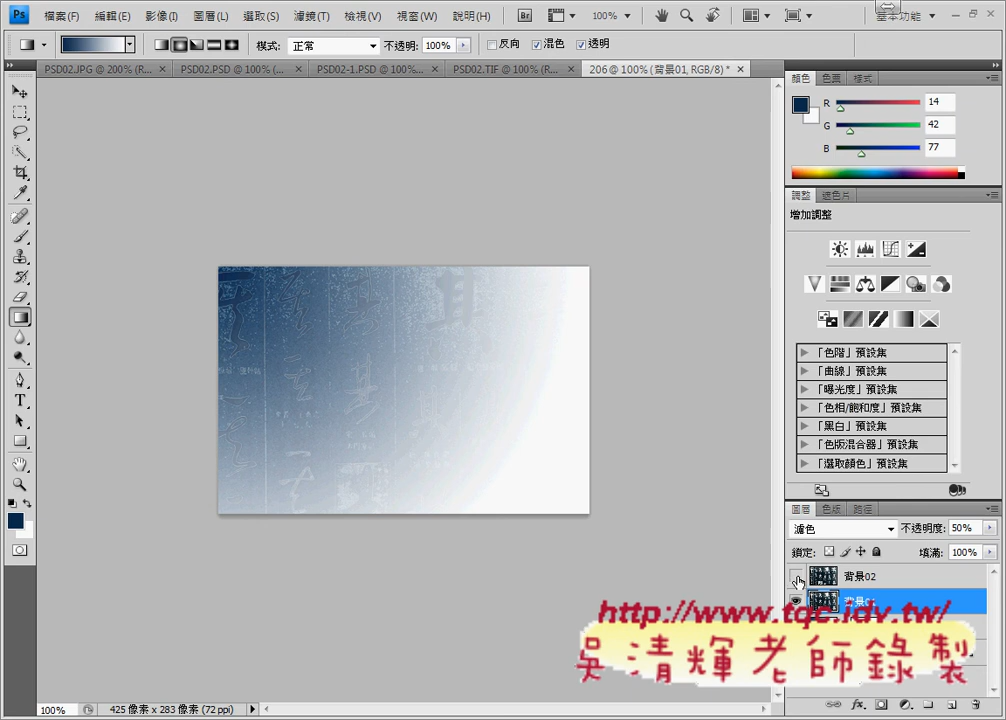 Ps 檔案(F) 編輯(E) 影像(I) 圖層(L) 選取(S) 濾鏡(T) 檢視(V) 視窗(W) 說明(H) Br 100% 基本功能
模式: 正常 不透明: 100% 反向 混色 透明
PSD02.JPG @ 200% (R... × PSD02.PSD @ 100% (... × PSD02-1.PSD @ 100%... × PSD02.TIF @ 100% (R... × 206 @ 100% (背景01, RGB/8) * ×
顏色 色票 樣式
R 14
G 42
B 77
調整 遮色片
增加調整
「色階」預設集
「曲線」預設集
「曝光度」預設集
「色相/飽和度」預設集
「黑白」預設集
「色版混合器」預設集
「選取顏色」預設集
圖層 色版 路徑
濾色 不透明度: 50%
鎖定: 填滿: 100%
背景02
http://www.tqc.idv.tw/
吳清輝老師錄製
100% 425 像素 x 283 像素 (72 ppi)